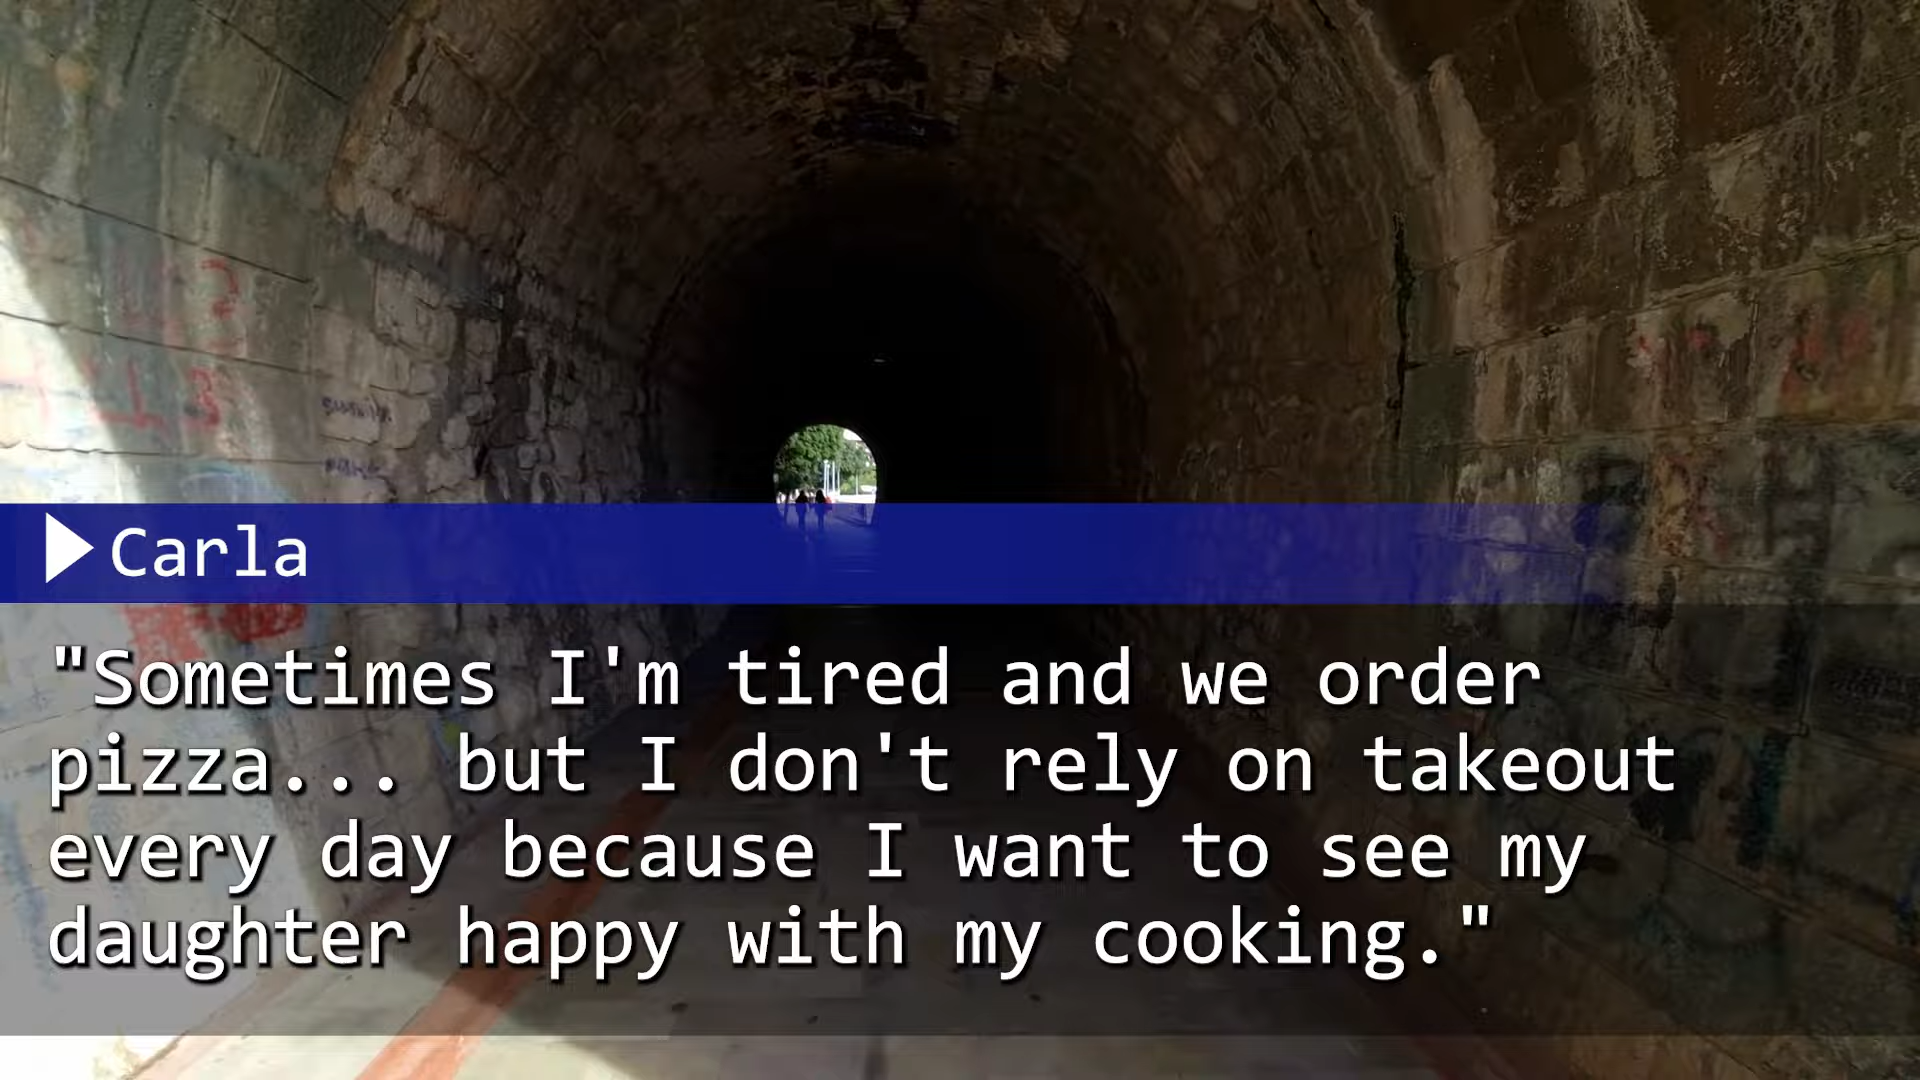 Carla
"Sometimes I'm tired and we order
pizza... but I don't rely on takeout
every day because I want to see my
daughter happy with my cooking."